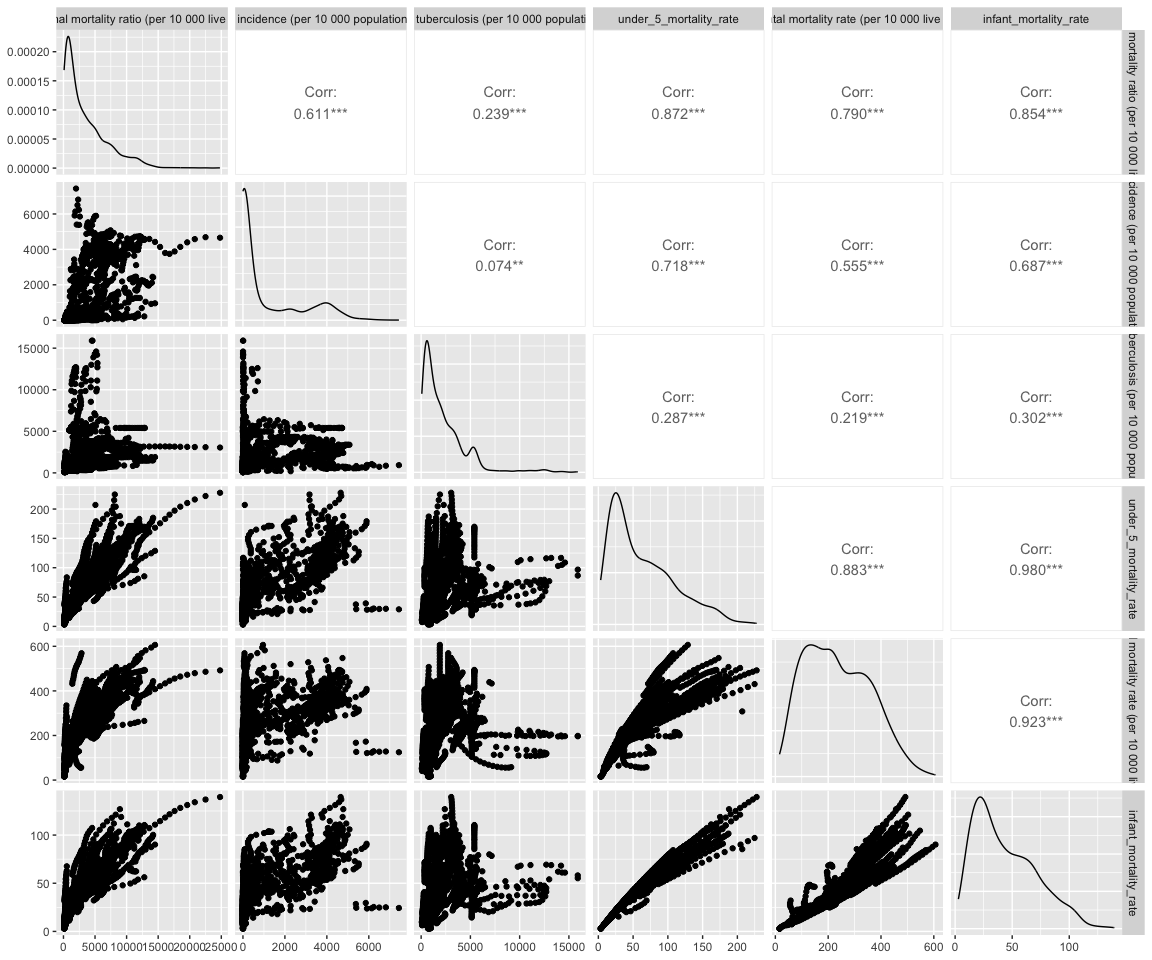 nal mortality ratio (per 10 000 live
incidence (per 10 000 population
tuberculosis (per 10 000 populati
under_5_mortality_rate
tal mortality rate (per 10 000 live
infant_mortality_rate
0.00020
0.00015
0.00010
0.00005
0.00000
Corr:
0.611***
Corr:
0.239***
Corr:
0.872***
Corr:
0.790***
Corr:
0.854***
mortality ratio (per 10 000 li
6000
4000
2000
0
Corr:
0.074**
Corr:
0.718***
Corr:
0.555***
Corr:
0.687***
cidence (per 10 000 populat
15000
10000
5000
0
Corr:
0.287***
Corr:
0.219***
Corr:
0.302***
berculosis (per 10 000 popu
200
150
100
50
0
Corr:
0.883***
Corr:
0.980***
under_5_mortality_rate
600
400
200
0
Corr:
0.923***
l mortality rate (per 10 000 li
100
50
0
infant_mortality_rate
0 5000 10000 15000 20000 25000
0 2000 4000 6000
0 5000 10000 15000
0 50 100 150 200
0 200 400 600
0 50 100